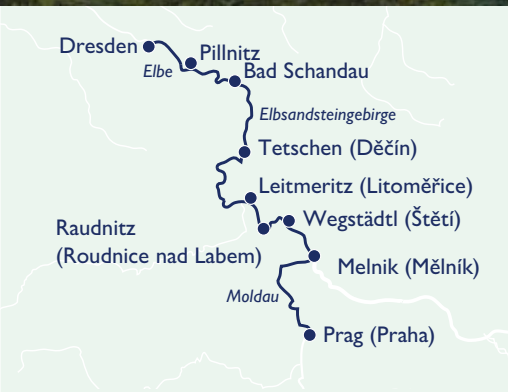 Dresden
Pillnitz
Elbe
Bad Schandau
Elbsandsteingebirge
Tetschen (Děčín)
Leitmeritz (Litoměřice)
Wegstädtl (Štětí)
Raudnitz
(Roudnice nad Labem)
Melnik (Mělník)
Moldau
Prag (Praha)